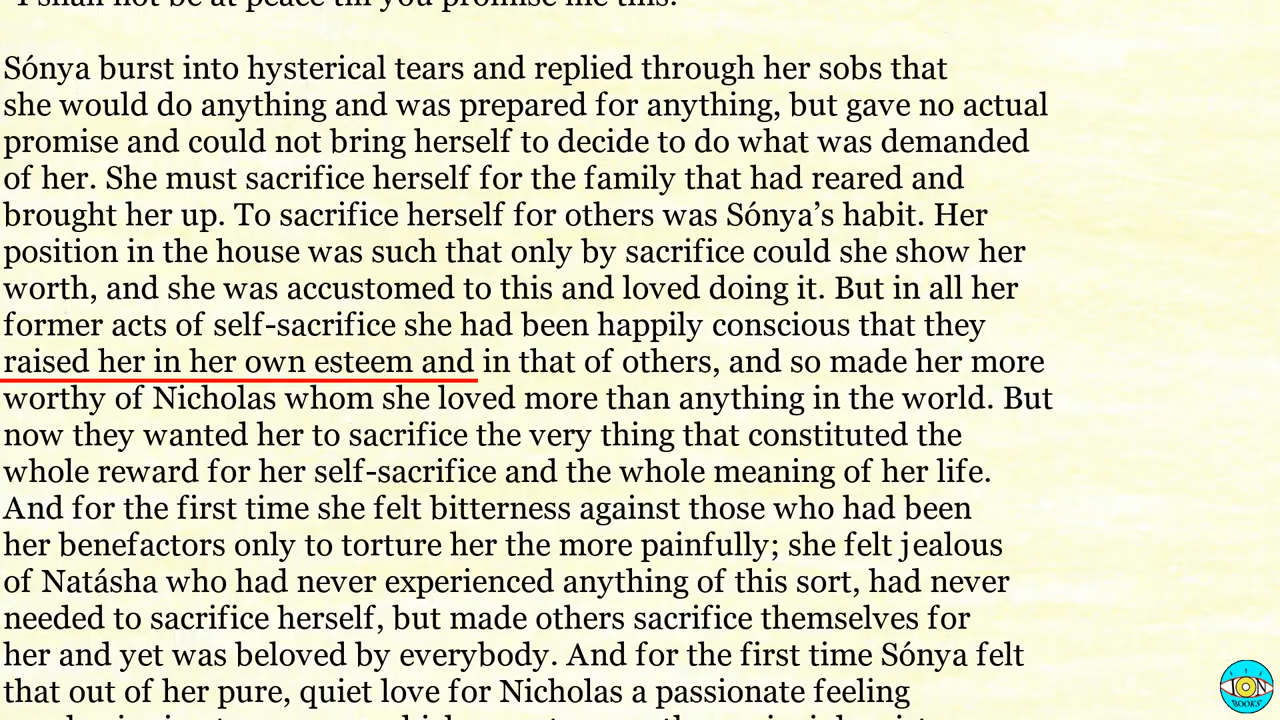 I shall not be at peace till you promise me this.
Sónya burst into hysterical tears and replied through her sobs that
she would do anything and was prepared for anything, but gave no actual
promise and could not bring herself to decide to do what was demanded
of her. She must sacrifice herself for the family that had reared and
brought her up. To sacrifice herself for others was Sónya’s habit. Her
position in the house was such that only by sacrifice could she show her
worth, and she was accustomed to this and loved doing it. But in all her
former acts of self-sacrifice she had been happily conscious that they
raised her in her own esteem and in that of others, and so made her more
worthy of Nicholas whom she loved more than anything in the world. But
now they wanted her to sacrifice the very thing that constituted the
whole reward for her self-sacrifice and the whole meaning of her life.
And for the first time she felt bitterness against those who had been
her benefactors only to torture her the more painfully; she felt jealous
of Natásha who had never experienced anything of this sort, had never
needed to sacrifice herself, but made others sacrifice themselves for
her and yet was beloved by everybody. And for the first time Sónya felt
that out of her pure, quiet love for Nicholas a passionate feeling
ION
BOOKS